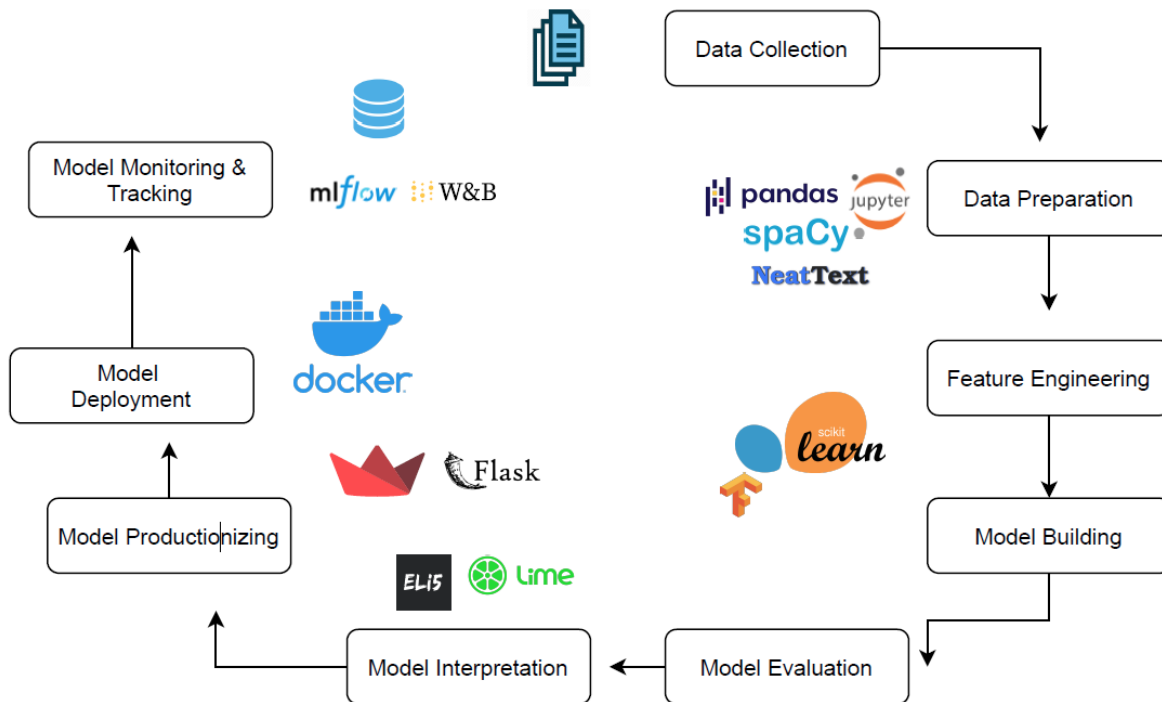 Data Collection
Model Monitoring &
Tracking
mlflow
W&B
pandas
jupyter
spaCy
NeatText
Data Preparation
docker
Model
Deployment
Feature Engineering
scikit
learn
Flask
Model Productionizing
Model Building
ELi5
Lime
Model Interpretation
Model Evaluation